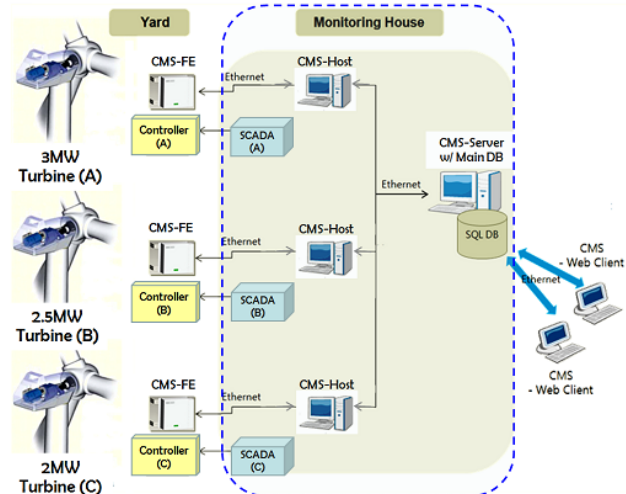 Yard
Monitoring House
CMS-FE
Ethernet
CMS-Host
Controller
(A)
SCADA
(A)
3MW
Turbine (A)
CMS-Server
w/ Main DB
Ethernet
SQL DB
CMS-FE
Ethernet
CMS-Host
Controller
(B)
SCADA
(B)
2.5MW
Turbine (B)
CMS
- Web Client
Ethernet
CMS
- Web Client
CMS-FE
Ethernet
CMS-Host
Controller
(C)
SCADA
(C)
2MW
Turbine (C)